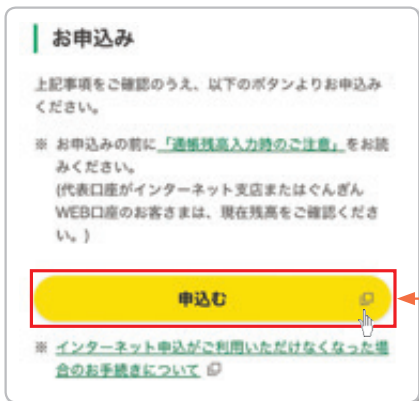 お申込み
上記事項をご確認のうえ、以下のボタンよりお申込み
ください。
※ お申込みの前に「通帳残高入力時のご注意」をお読
みください。
(代表口座がインターネット支店またはぐんぎん
WEB口座のお客さまは、現在残高をご確認くださ
い。)
申込む
※ インターネット申込がご利用いただけなくなった場
合のお手続きについて